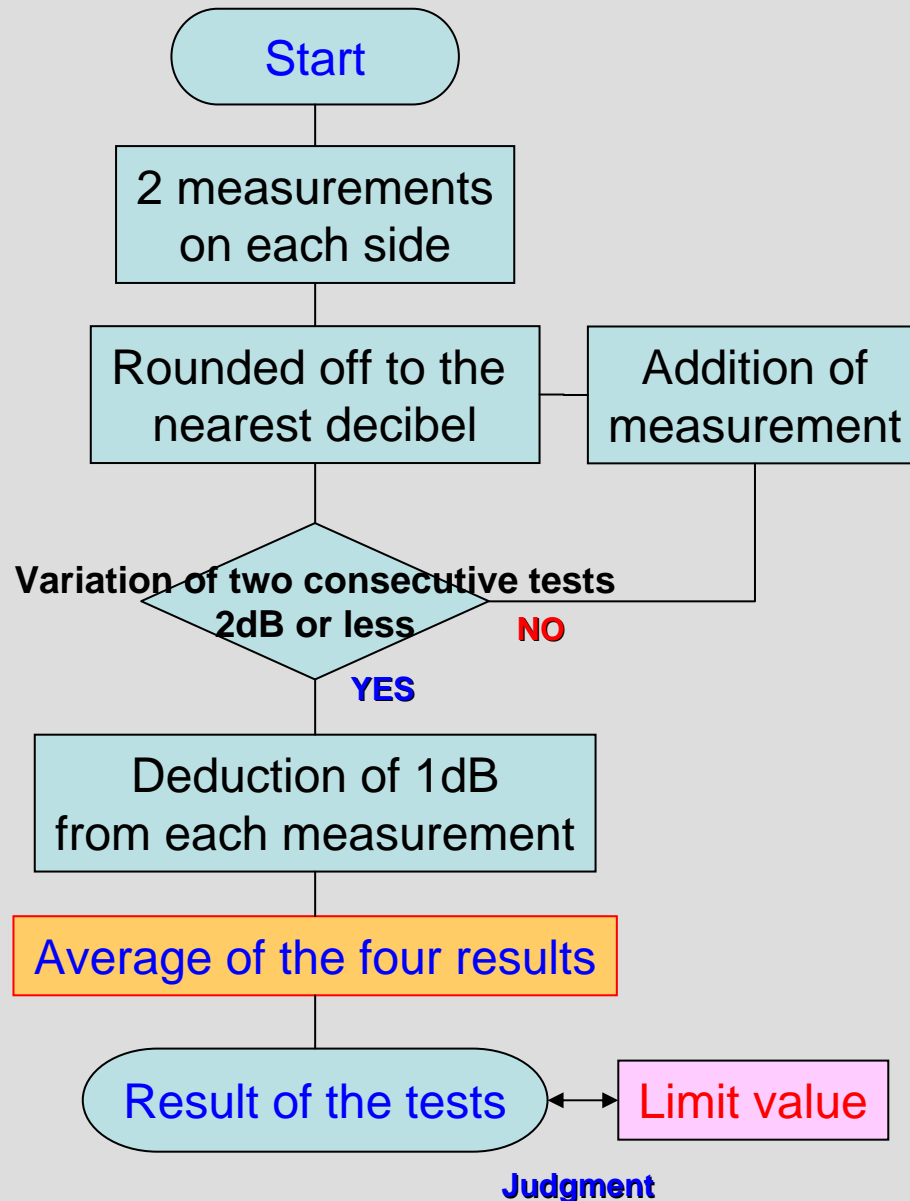 Start
2 measurements
on each side
Rounded off to the
nearest decibel
Addition of
measurement
Variation of two consecutive tests
2dB or less
NO
YES
Deduction of 1dB
from each measurement
Average of the four results
Result of the tests
Limit value
Judgment